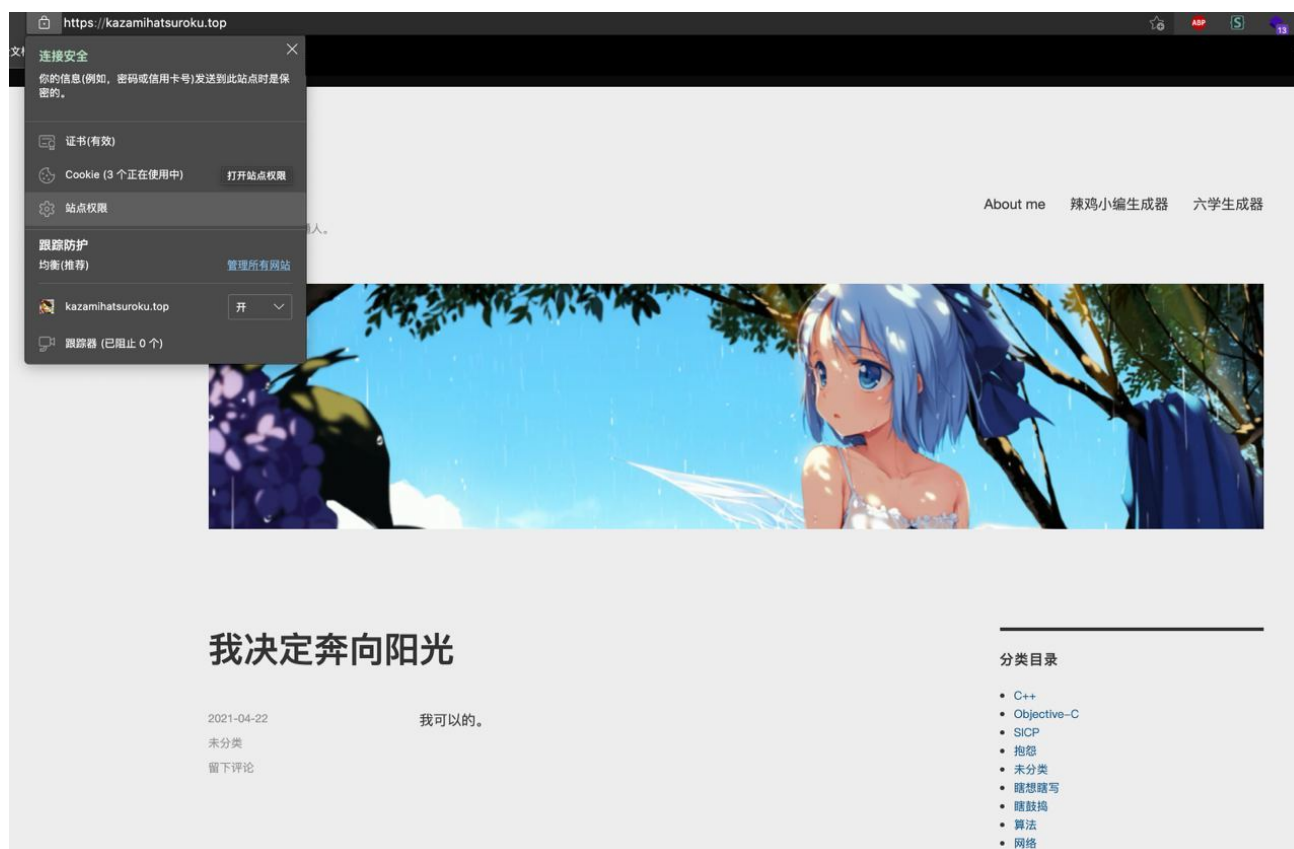 https://kazamihatsuroku.top
ABP
S
13
连接安全
你的信息(例如，密码或信用卡号)发送到此站点时是保
密的。
证书(有效)
Cookie (3 个正在使用中)
打开站点权限
站点权限
跟踪防护
均衡(推荐)
管理所有网站
kazamihatsuroku.top
开
跟踪器 (已阻止 0 个)
人。
About me
辣鸡小编生成器
六学生成器
我决定奔向阳光
2021-04-22
未分类
留下评论
我可以的。
分类目录
C++
Objective-C
SICP
抱怨
未分类
瞎想瞎写
瞎鼓捣
算法
网络